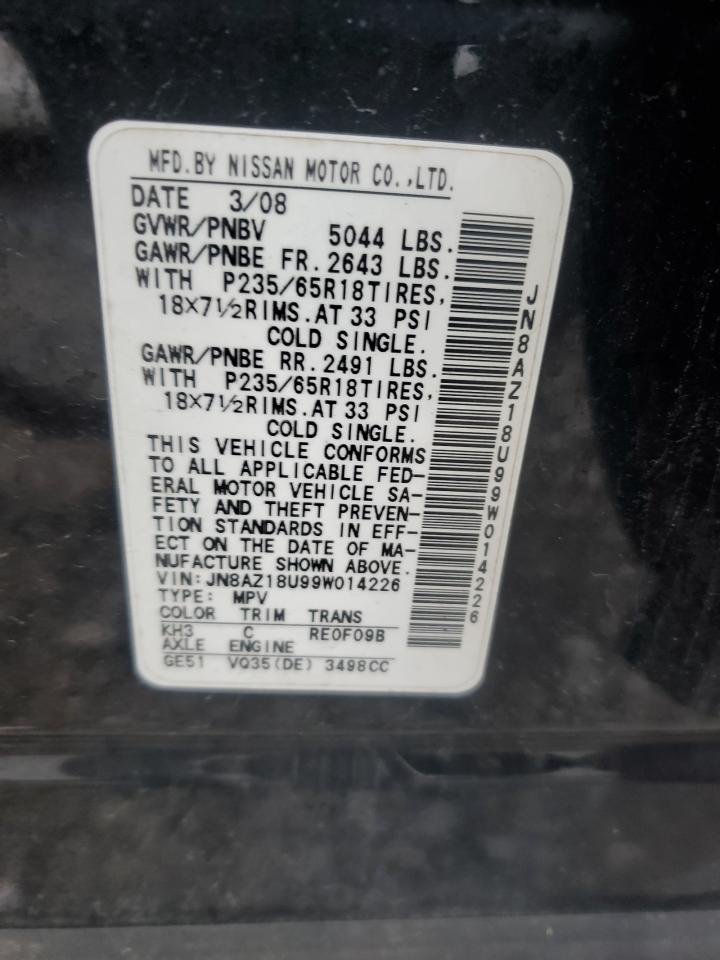 MFD.BY NISSAN MOTOR CO.,LTD.
DATE 3/08
GVWR/PNBV 5044 LBS.
GAWR/PNBE FR.2643 LBS.
WITH P235/65R18TIRES,
18X7½RIMS.AT 33 PSI
COLD SINGLE.
GAWR/PNBE RR.2491 LBS.
WITH P235/65R18TIRES,
18X7½RIMS.AT 33 PSI
COLD SINGLE.
THIS VEHICLE CONFORMS
TO ALL APPLICABLE FED-
ERAL MOTOR VEHICLE SA-
FETY AND THEFT PREVEN-
TION STANDARDS IN EFF-
ECT ON THE DATE OF MA-
NUFACTURE SHOWN ABOVE.
VIN:JN8AZ18U99W014226
TYPE: MPV
COLOR TRIM TRANS
KH3 C RE0F09B
AXLE ENGINE
GE51 VQ35(DE) 3498CC
JN8AZ18U99W014226